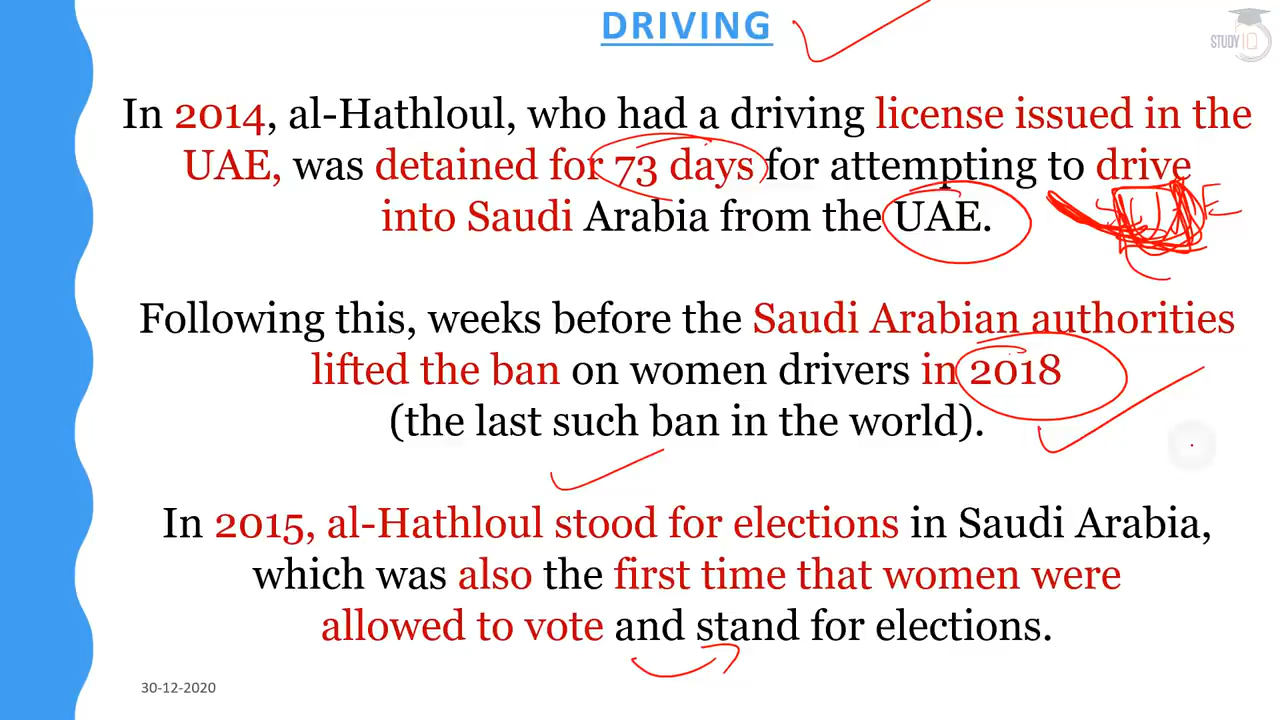 DRIVING
STUDY IQ
In 2014, al-Hathloul, who had a driving license issued in the
UAE, was detained for 73 days for attempting to drive
into Saudi Arabia from the UAE.
Following this, weeks before the Saudi Arabian authorities
lifted the ban on women drivers in 2018
(the last such ban in the world).
In 2015, al-Hathloul stood for elections in Saudi Arabia,
which was also the first time that women were
allowed to vote and stand for elections.
30-12-2020